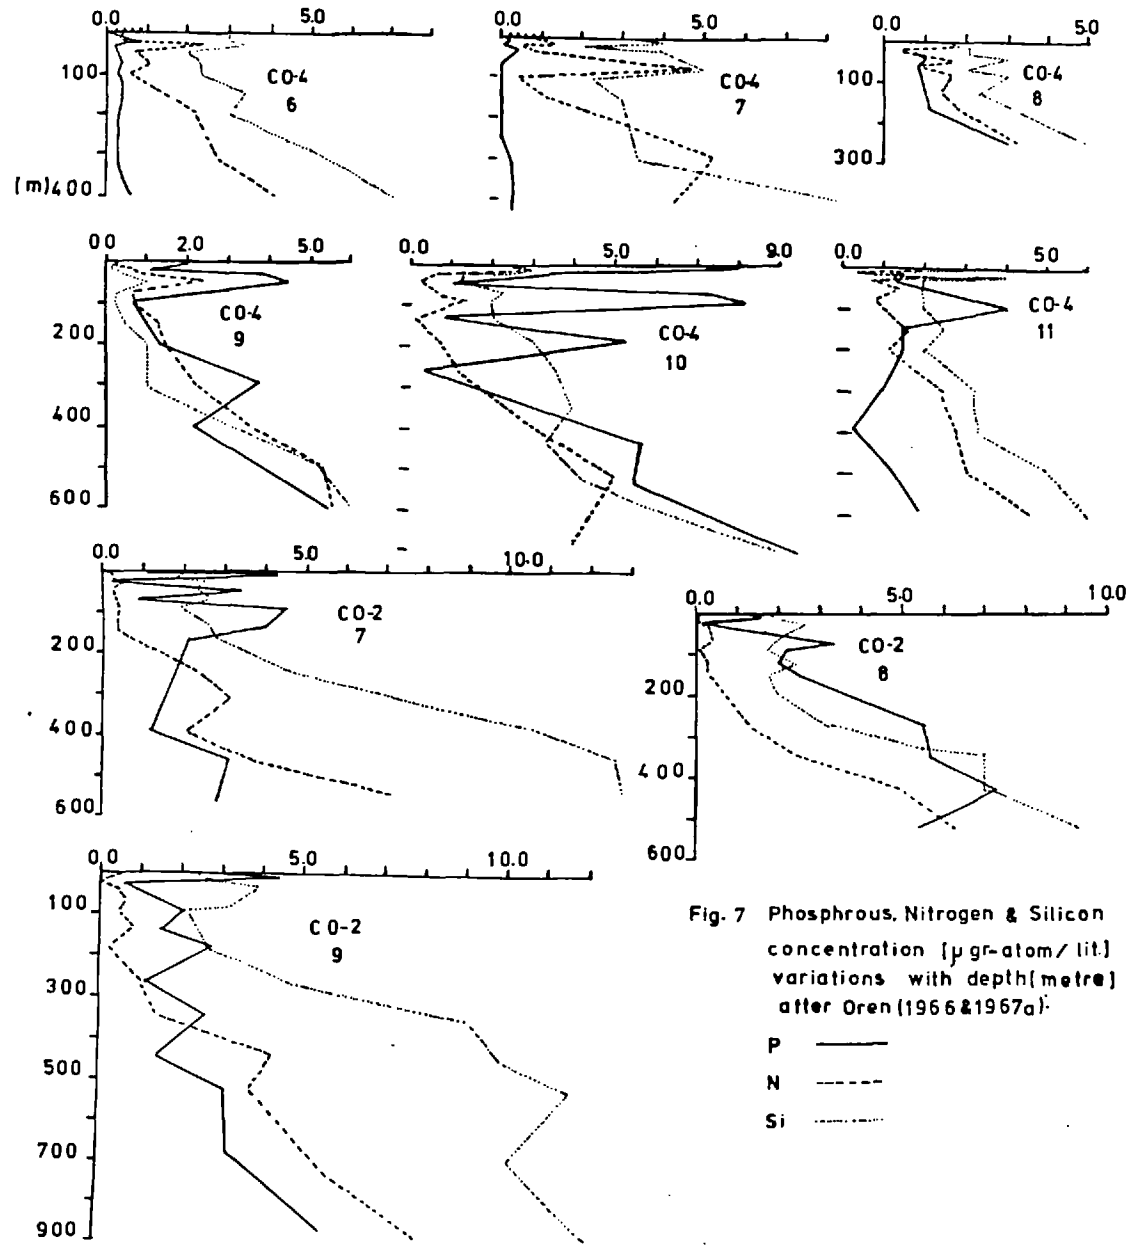 0.0 5.0
100
(m)400
CO-4
6
0.0 5.0
CO-4
7
0.0 5.0
100
300
CO-4
8
0 0 2.0 5.0
200
400
600
CO-4
9
0.0 5.0 9.0
CO-4
10
0.0 5 0
CO-4
11
0.0 5.0 10.0
200
400
600
CO-2
7
0.0 5.0 10.0
200
400
600
CO-2
8
0.0 5.0 10.0
100
300
500
700
900
CO-2
9
Fig. 7 Phosphrous, Nitrogen & Silicon
concentration [µ gr-atom/ lit.]
variations with depth[metre]
after Oren (1966&1967a).
P
N
Si